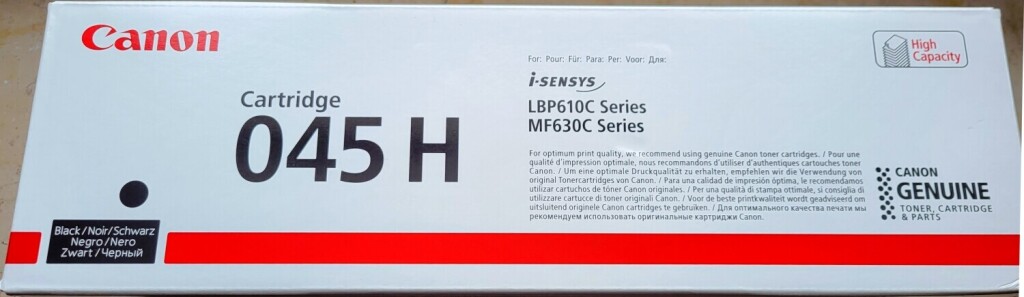 Canon
Cartridge
045 H
Black/Noir/Schwarz
Negro/Nero
Zwart/Черный
For: Pour: Für: Para: Per: Voor: Для:
i-SENSYS
LBP610C Series
MF630C Series
For optimum print quality, we recommend using genuine Canon toner cartridges. / Pour une
qualité d'impression optimale, nous recommandons d'utiliser d'authentiques cartouches toner
Canon. / Um eine optimale Druckqualität zu erhalten, empfehlen wir die Verwendung von
original Tonercartridges von Canon. / Para una calidad de impresión óptima, le recomendamos
utilizar cartuchos de tóner Canon originales. / Per una qualità di stampa ottimale, si consiglia di
utilizzare cartucce di toner originali Canon. / Voor de beste printkwaliteit wordt geadviseerd om
uitsluitend originele Canon cartridges te gebruiken. / Для оптимального качества печати мы
рекомендуем использовать оригинальные картриджи Canon.
High
Capacity
CANON
GENUINE
TONER, CARTRIDGE
& PARTS